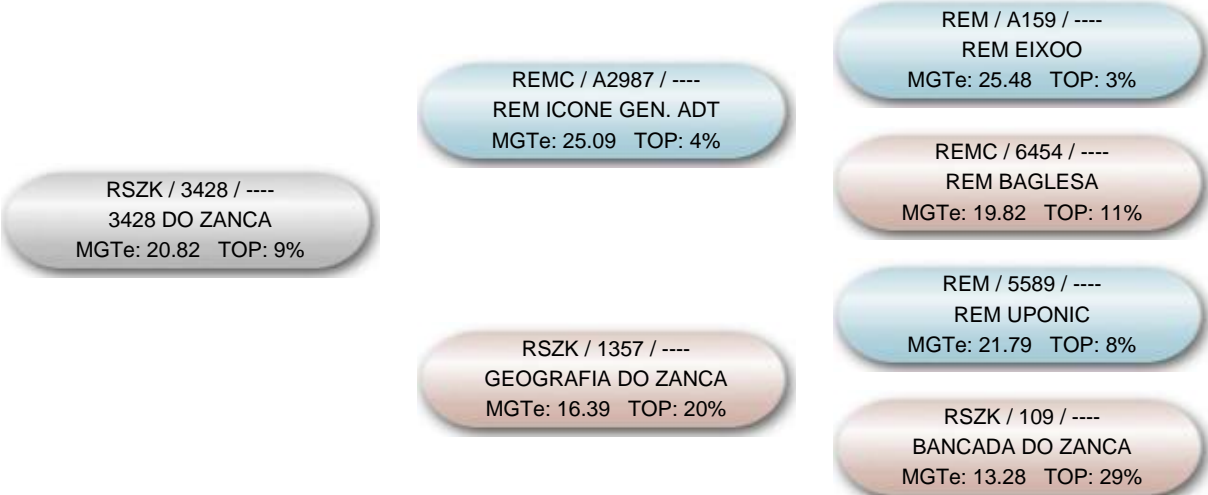 RSZK / 3428 / ----
3428 DO ZANCA
MGTe: 20.82 TOP: 9%
REMC / A2987 / ----
REM ICONE GEN. ADT
MGTe: 25.09 TOP: 4%
RSZK / 1357 / ----
GEOGRAFIA DO ZANCA
MGTe: 16.39 TOP: 20%
REM / A159 / ----
REM EIXOO
MGTe: 25.48 TOP: 3%
REMC / 6454 / ----
REM BAGLESA
MGTe: 19.82 TOP: 11%
REM / 5589 / ----
REM UPONIC
MGTe: 21.79 TOP: 8%
RSZK / 109 / ----
BANCADA DO ZANCA
MGTe: 13.28 TOP: 29%